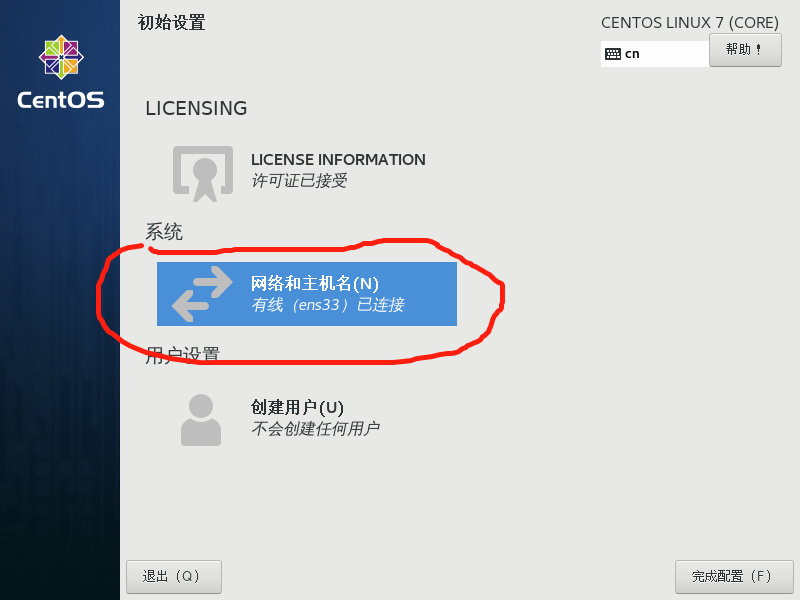 初始设置
CENTOS LINUX 7 (CORE)
cn
帮助！
CentOS
LICENSING
LICENSE INFORMATION
许可证已接受
系统
网络和主机名(N)
有线（ens33）已连接
用户设置
创建用户(U)
不会创建任何用户
退出（Q）
完成配置（F）